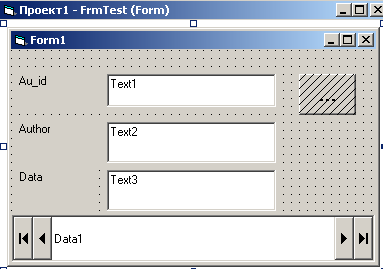 Проект1 - FrmTest (Form)
Form1
Au_id
Text1
...
Author
Text2
Data
Text3
Data1